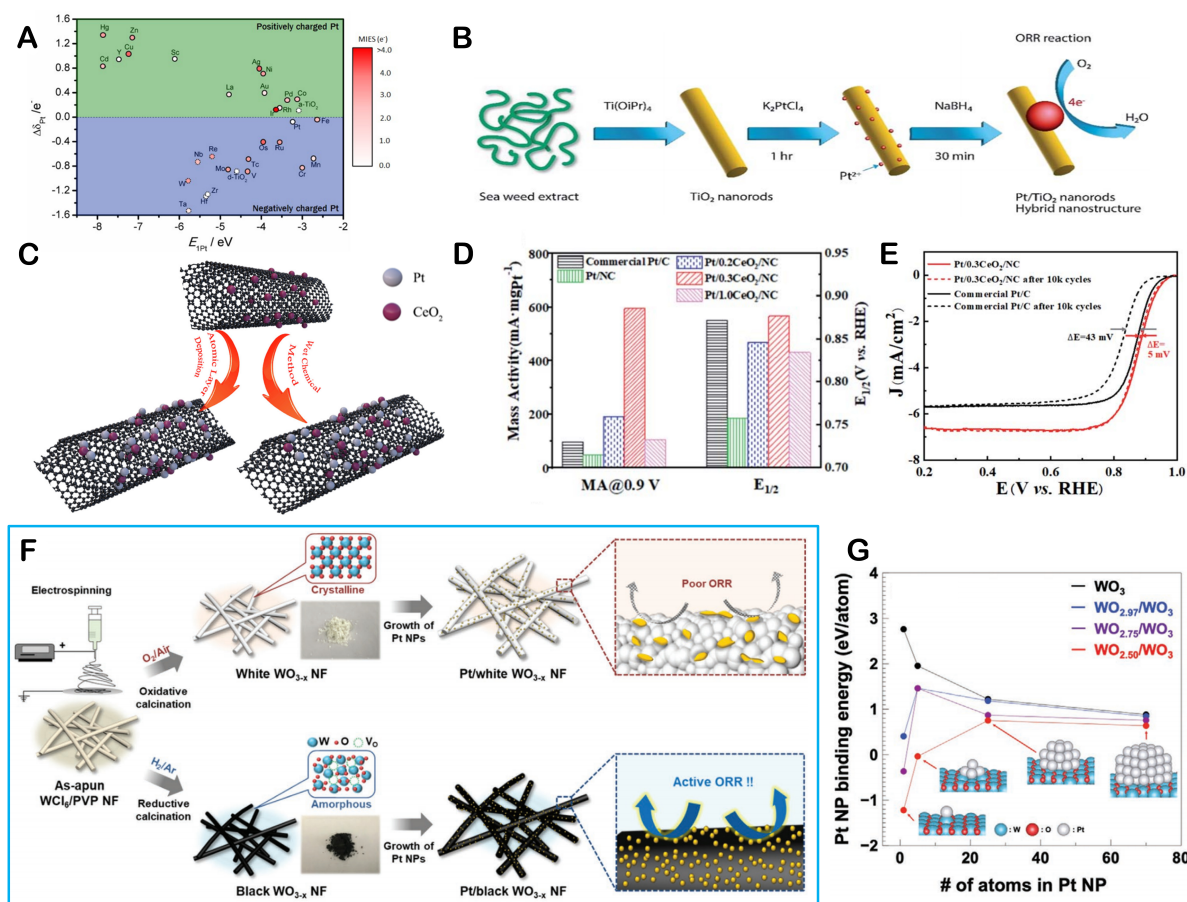 A
Positively charged Pt
Negatively charged Pt
Δδ_Pt /e⁻
1.6
1.2
0.8
0.4
0.0
-0.4
-0.8
-1.2
-1.6
-9
-8
-7
-6
-5
-4
-3
-2
E_1Pt / eV
MIES (e⁻)
>4.0
3.0
2.0
1.0
0.0
Hg
Zn
Cu
Cd
Y
Sc
La
Ag
Ni
Au
Pd
Co
a-TiO₂
Ir
Rh
Pt
Fe
Os
Ru
Nb
Re
Mo
d-TiO₂
Tc
V
Mn
Cr
W
Ta
Hf
Zr
B
ORR reaction
O₂
4e⁻
H₂O
Ti(OiPr)₄
K₂PtCl₄
NaBH₄
1 hr
30 min
Pt²⁺
Sea weed extract
TiO₂ nanorods
Pt/TiO₂ nanorods
Hybrid nanostructure
C
Pt
CeO₂
Atomic Layer
Deposition
Wet Chemical
Method
D
Mass Activity(mA·mgPt⁻¹)
800
600
400
200
0
Commercial Pt/C
Pt/NC
Pt/0.2CeO₂/NC
Pt/0.3CeO₂/NC
Pt/1.0CeO₂/NC
0.95
0.90
0.85
0.80
0.75
0.70
E₁/₂(V vs. RHE)
MA@0.9 V
E₁/₂
E
Pt/0.3CeO₂/NC
Pt/0.3CeO₂/NC after 10k cycles
Commercial Pt/C
Commercial Pt/C after 10k cycles
ΔE=43 mV
ΔE=
5 mV
J (mA/cm²)
0
-2
-4
-6
-8
0.2
0.4
0.6
0.8
1.0
E (V vs. RHE)
F
Electrospinning
+
As-apun
WCl₆/PVP NF
O₂/Air
Oxidative
calcination
H₂/Ar
Reductive
calcination
Crystalline
White WO₃₋ₓ NF
Growth of
Pt NPs
Pt/white WO₃₋ₓ NF
Poor ORR
W
O
V_O
Amorphous
Black WO₃₋ₓ NF
Growth of
Pt NPs
Pt/black WO₃₋ₓ NF
Active ORR !!
G
Pt NP binding energy (eV/atom)
4
3
2
1
0
−1
−2
WO₃
WO₂.₉₇/WO₃
WO₂.₇₅/WO₃
WO₂.₅₀/WO₃
: W
: O
: Pt
0
20
40
60
80
# of atoms in Pt NP